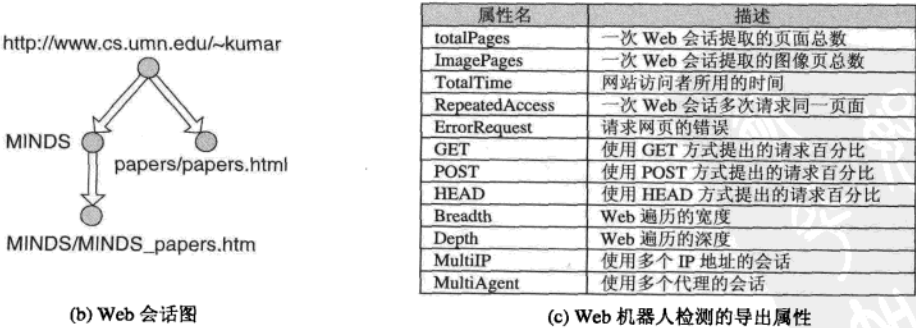 http://www.cs.umn.edu/~kumar
MINDS
papers/papers.html
MINDS/MINDS_papers.htm
(b) Web 会话图
属性名 描述
totalPages 一次 Web 会话提取的页面总数
ImagePages 一次 Web 会话提取的图像页总数
TotalTime 网站访问者所用的时间
RepeatedAccess 一次 Web 会话多次请求同一页面
ErrorRequest 请求网页的错误
GET 使用 GET 方式提出的请求百分比
POST 使用 POST 方式提出的请求百分比
HEAD 使用 HEAD 方式提出的请求百分比
Breadth Web 遍历的宽度
Depth Web 遍历的深度
MultiIP 使用多个 IP 地址的会话
MultiAgent 使用多个代理的会话
(c) Web 机器人检测的导出属性